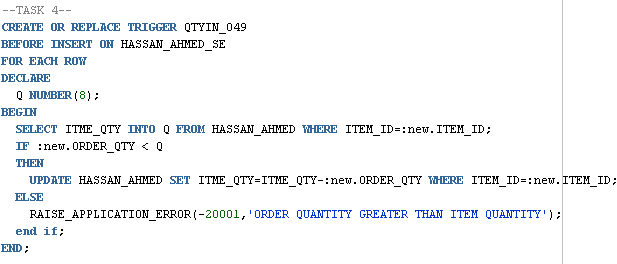 --TASK 4--
CREATE OR REPLACE TRIGGER QTYIN_049
BEFORE INSERT ON HASSAN_AHMED_SE
FOR EACH ROW
DECLARE
  Q NUMBER(8);
BEGIN
  SELECT ITME_QTY INTO Q FROM HASSAN_AHMED WHERE ITEM_ID=:new.ITEM_ID;
  IF :new.ORDER_QTY < Q
  THEN
    UPDATE HASSAN_AHMED SET ITME_QTY=ITME_QTY-:new.ORDER_QTY WHERE ITEM_ID=:new.ITEM_ID;
  ELSE
    RAISE_APPLICATION_ERROR(-20001,'ORDER QUANTITY GREATER THAN ITEM QUANTITY');
  end if;
END;